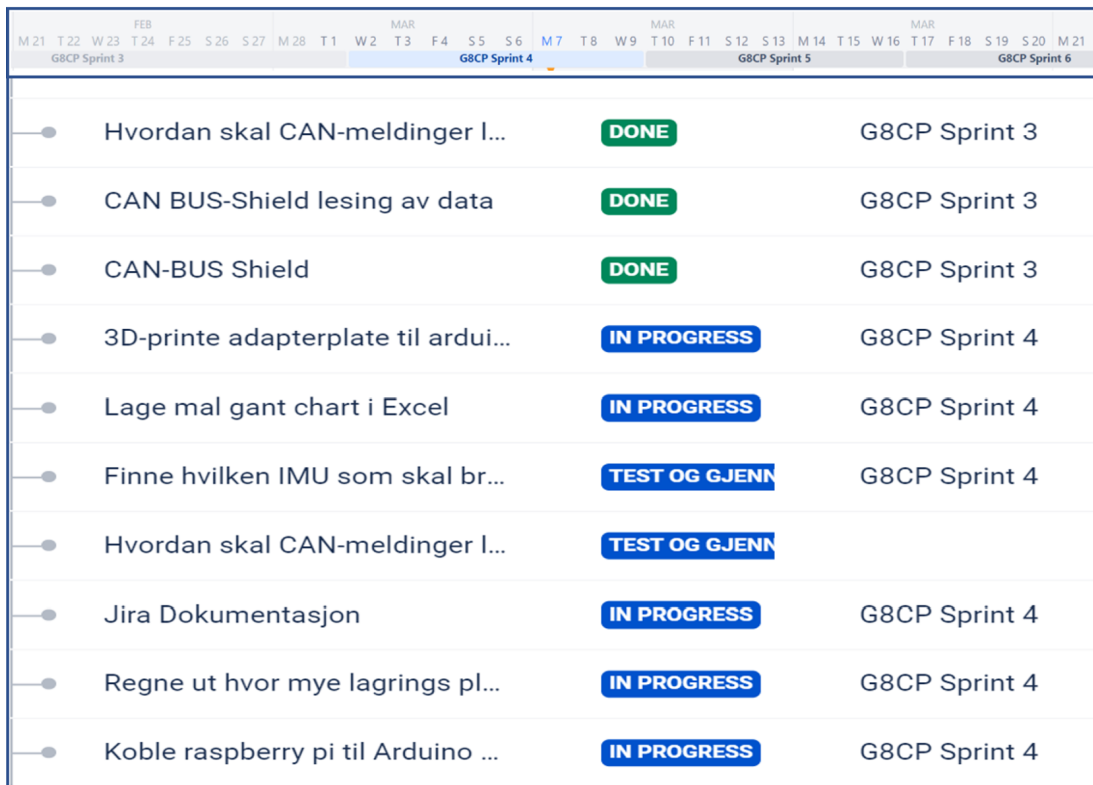 FEB MAR MAR MAR
M 21 T 22 W 23 T 24 F 25 S 26 S 27 M 28 T 1 W 2 T 3 F 4 S 5 S 6 M 7 T 8 W 9 T 10 F 11 S 12 S 13 M 14 T 15 W 16 T 17 F 18 S 19 S 20 M 21
G8CP Sprint 3 G8CP Sprint 4 G8CP Sprint 5 G8CP Sprint 6
Hvordan skal CAN-meldinger l... DONE G8CP Sprint 3
CAN BUS-Shield lesing av data DONE G8CP Sprint 3
CAN-BUS Shield DONE G8CP Sprint 3
3D-printe adapterplate til ardui... IN PROGRESS G8CP Sprint 4
Lage mal gant chart i Excel IN PROGRESS G8CP Sprint 4
Finne hvilken IMU som skal br... TEST OG GJENN G8CP Sprint 4
Hvordan skal CAN-meldinger l... TEST OG GJENN
Jira Dokumentasjon IN PROGRESS G8CP Sprint 4
Regne ut hvor mye lagrings pl... IN PROGRESS G8CP Sprint 4
Koble raspberry pi til Arduino ... IN PROGRESS G8CP Sprint 4